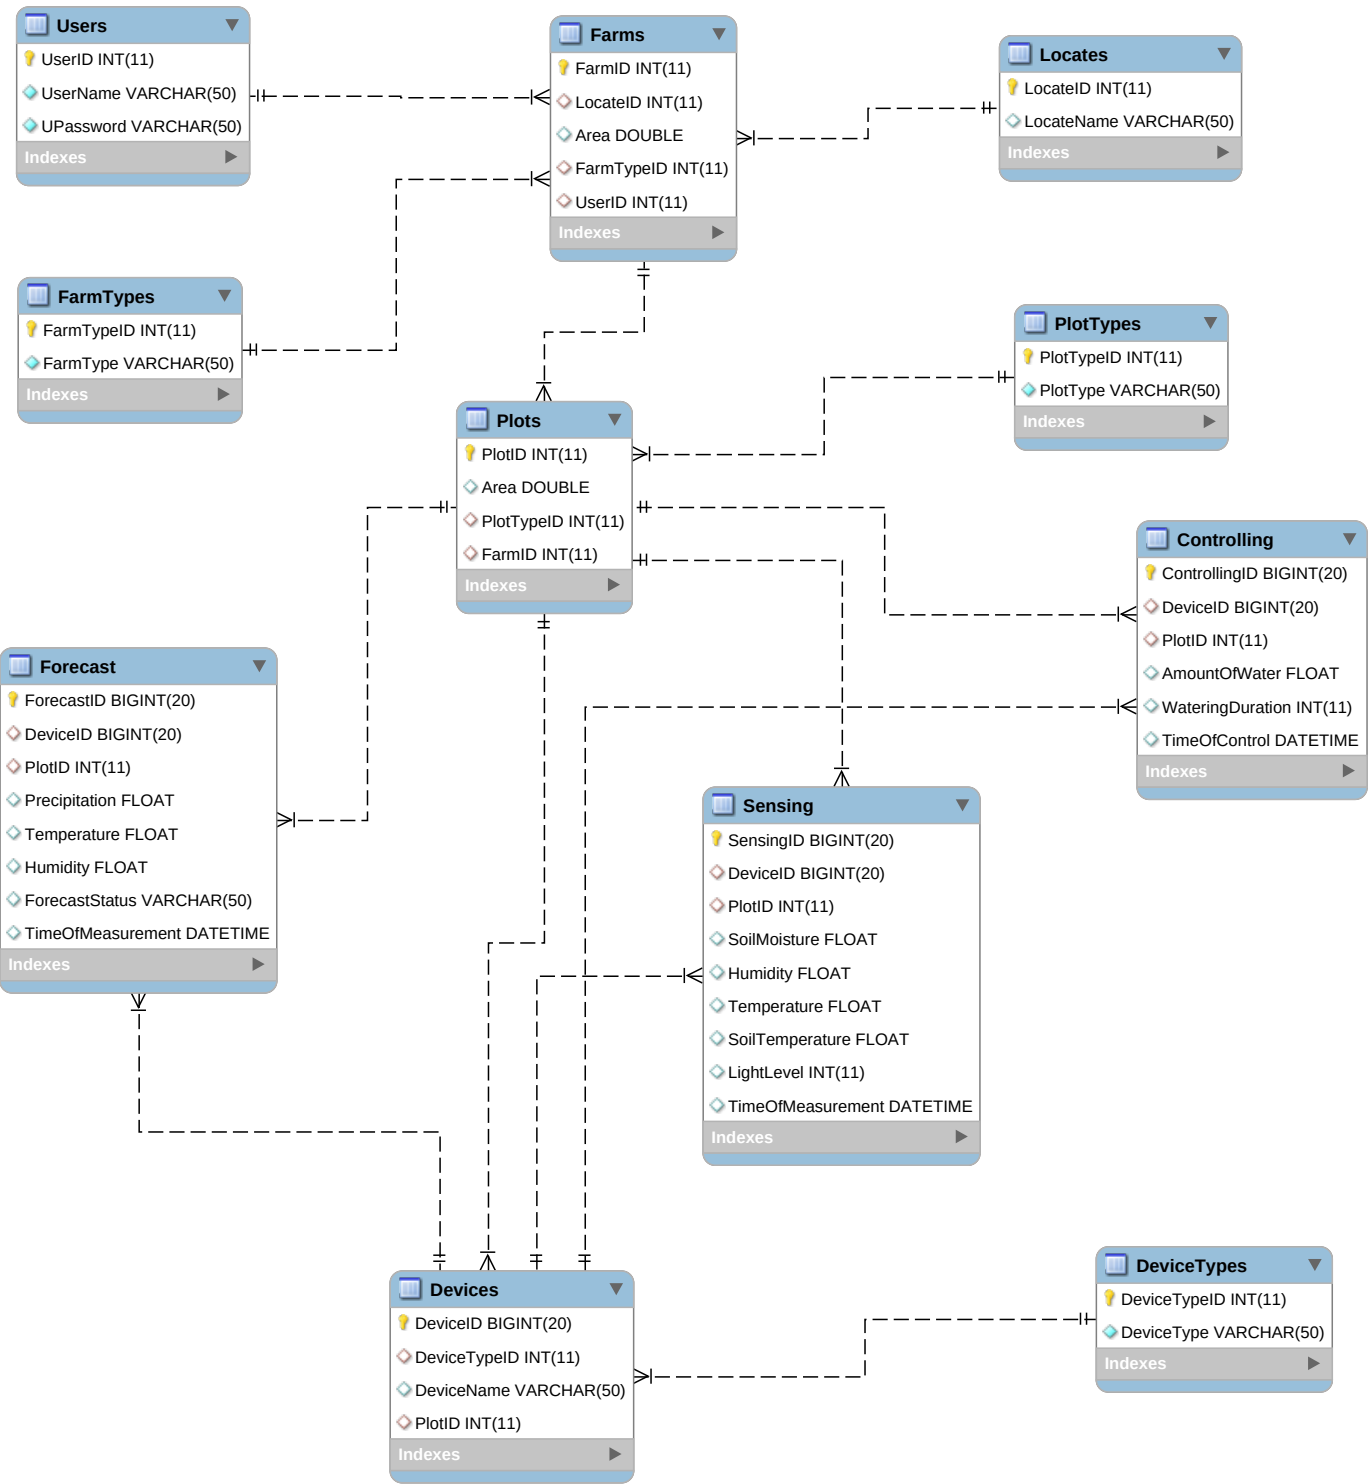 Users
UserID INT(11)
UserName VARCHAR(50)
UPassword VARCHAR(50)
Indexes
Farms
FarmID INT(11)
LocateID INT(11)
Area DOUBLE
FarmTypeID INT(11)
UserID INT(11)
Indexes
Locates
LocateID INT(11)
LocateName VARCHAR(50)
Indexes
FarmTypes
FarmTypeID INT(11)
FarmType VARCHAR(50)
Indexes
PlotTypes
PlotTypeID INT(11)
PlotType VARCHAR(50)
Indexes
Plots
PlotID INT(11)
Area DOUBLE
PlotTypeID INT(11)
FarmID INT(11)
Indexes
Controlling
ControllingID BIGINT(20)
DeviceID BIGINT(20)
PlotID INT(11)
AmountOfWater FLOAT
WateringDuration INT(11)
TimeOfControl DATETIME
Indexes
Forecast
ForecastID BIGINT(20)
DeviceID BIGINT(20)
PlotID INT(11)
Precipitation FLOAT
Temperature FLOAT
Humidity FLOAT
ForecastStatus VARCHAR(50)
TimeOfMeasurement DATETIME
Indexes
Sensing
SensingID BIGINT(20)
DeviceID BIGINT(20)
PlotID INT(11)
SoilMoisture FLOAT
Humidity FLOAT
Temperature FLOAT
SoilTemperature FLOAT
LightLevel INT(11)
TimeOfMeasurement DATETIME
Indexes
Devices
DeviceID BIGINT(20)
DeviceTypeID INT(11)
DeviceName VARCHAR(50)
PlotID INT(11)
Indexes
DeviceTypes
DeviceTypeID INT(11)
DeviceType VARCHAR(50)
Indexes